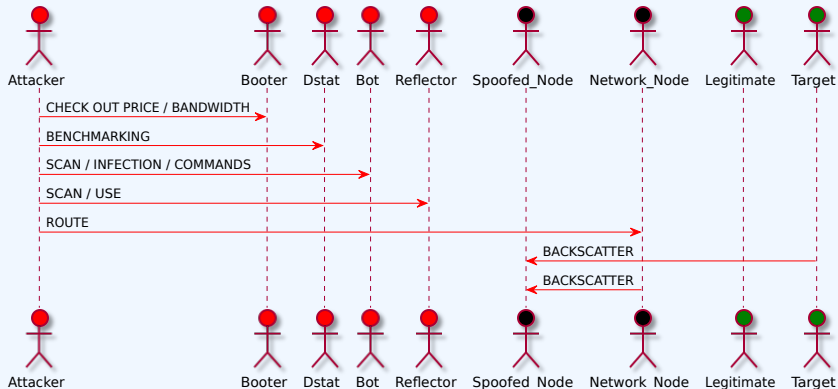 Attacker Booter Dstat Bot Reflector Spoofed_Node Network_Node Legitimate Target
CHECK OUT PRICE / BANDWIDTH
BENCHMARKING
SCAN / INFECTION / COMMANDS
SCAN / USE
ROUTE
BACKSCATTER
BACKSCATTER
Attacker Booter Dstat Bot Reflector Spoofed_Node Network_Node Legitimate Target